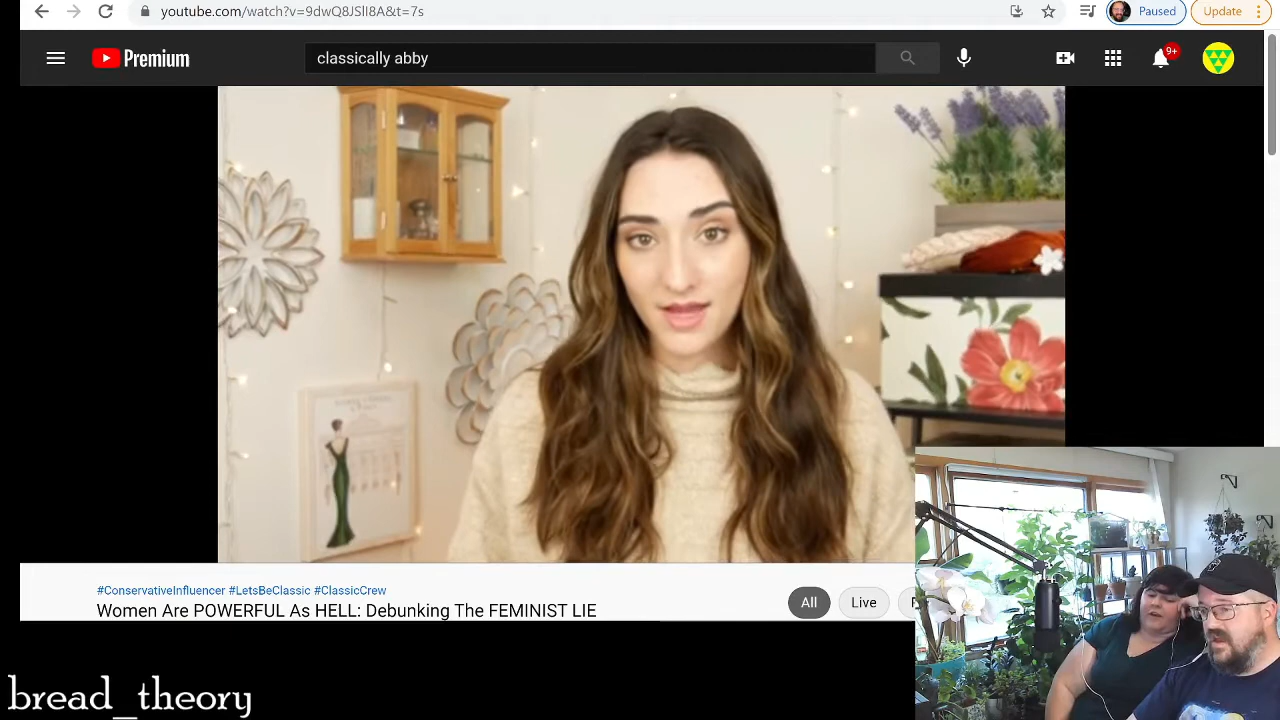 youtube.com/watch?v=9dwQ8JSll8A&t=7s
Paused
Update
Premium
classically abby
9+
#ConservativeInfluencer #LetsBeClassic #ClassicCrew
Women Are POWERFUL As HELL: Debunking The FEMINIST LIE
All
Live
bread_theory